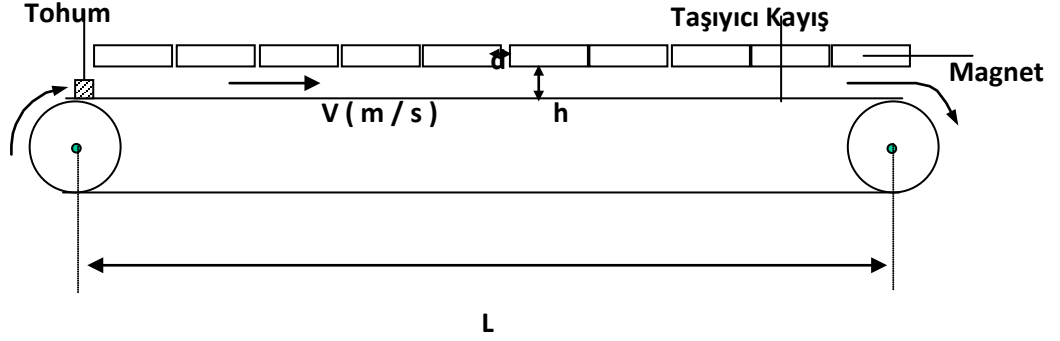 Tohum
Taşıyıcı Kayış
d
Magnet
V ( m / s )
h
L